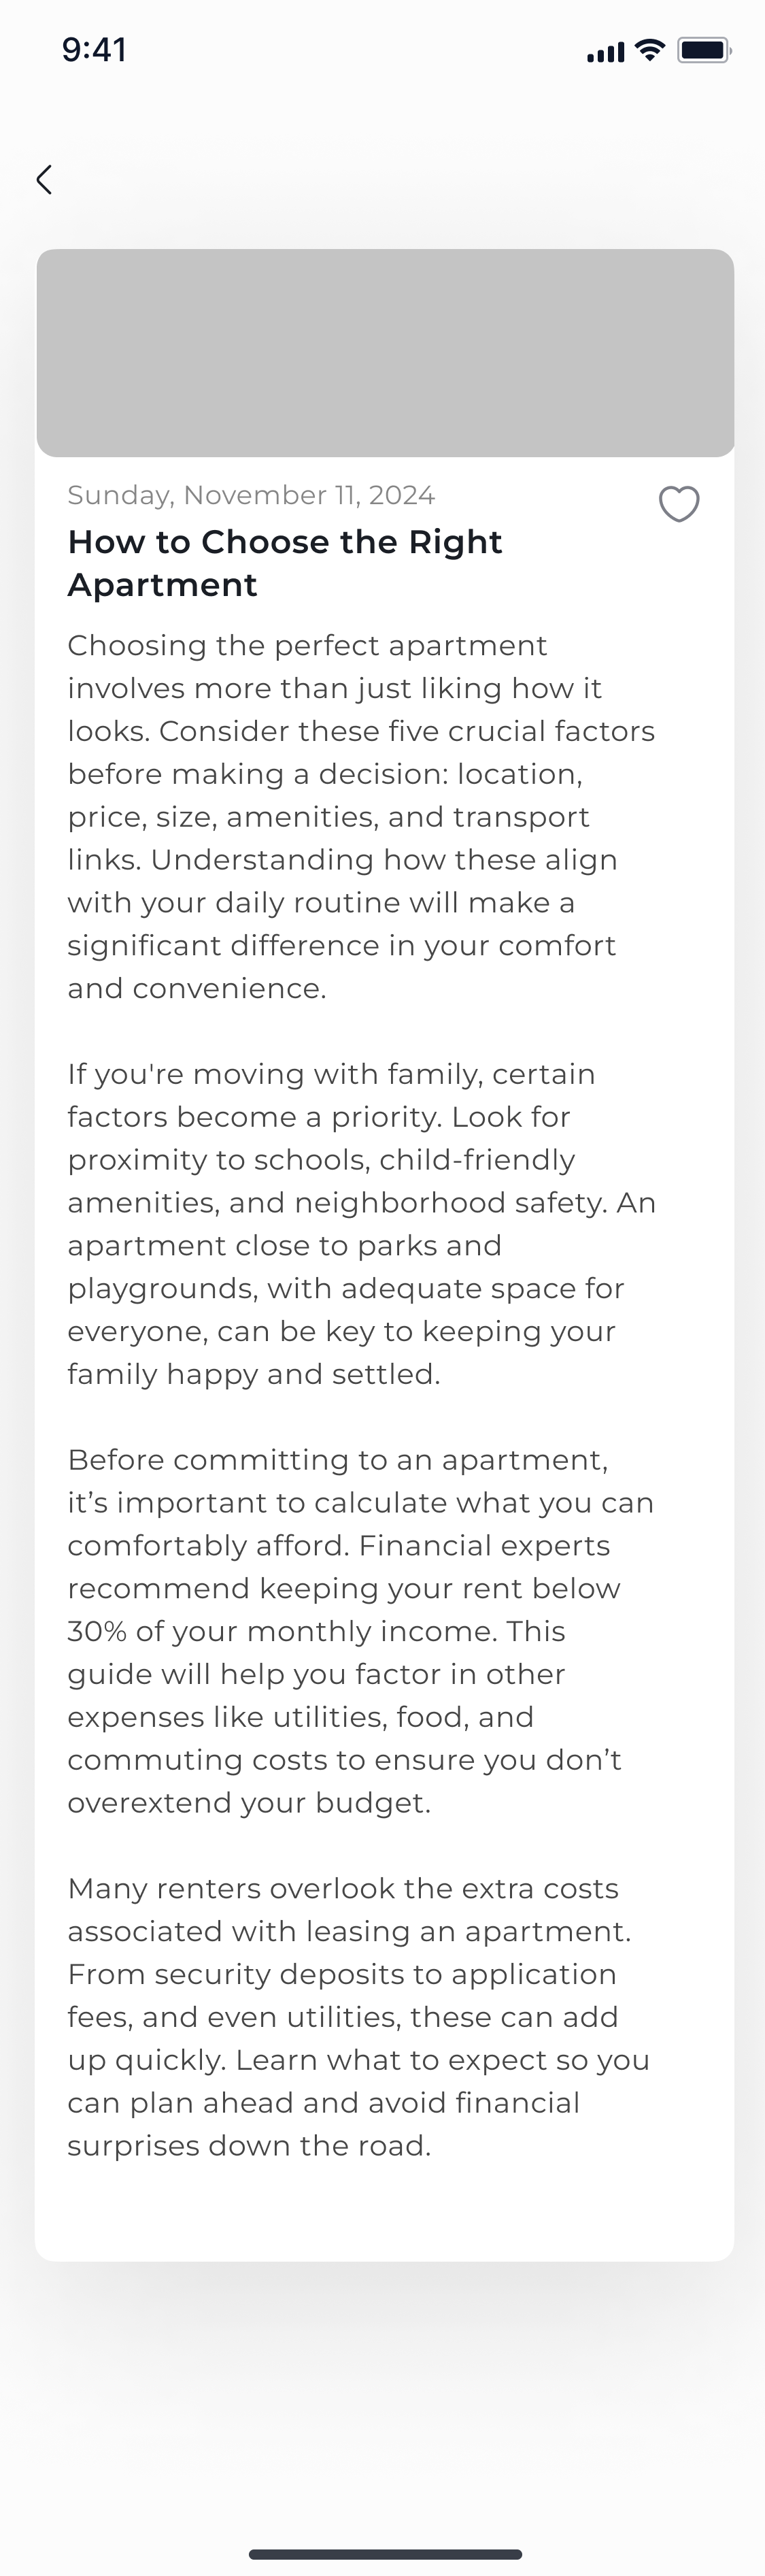 9:41
Sunday, November 11, 2024
How to Choose the Right
Apartment
Choosing the perfect apartment
involves more than just liking how it
looks. Consider these five crucial factors
before making a decision: location,
price, size, amenities, and transport
links. Understanding how these align
with your daily routine will make a
significant difference in your comfort
and convenience.
If you're moving with family, certain
factors become a priority. Look for
proximity to schools, child-friendly
amenities, and neighborhood safety. An
apartment close to parks and
playgrounds, with adequate space for
everyone, can be key to keeping your
family happy and settled.
Before committing to an apartment,
it’s important to calculate what you can
comfortably afford. Financial experts
recommend keeping your rent below
30% of your monthly income. This
guide will help you factor in other
expenses like utilities, food, and
commuting costs to ensure you don’t
overextend your budget.
Many renters overlook the extra costs
associated with leasing an apartment.
From security deposits to application
fees, and even utilities, these can add
up quickly. Learn what to expect so you
can plan ahead and avoid financial
surprises down the road.